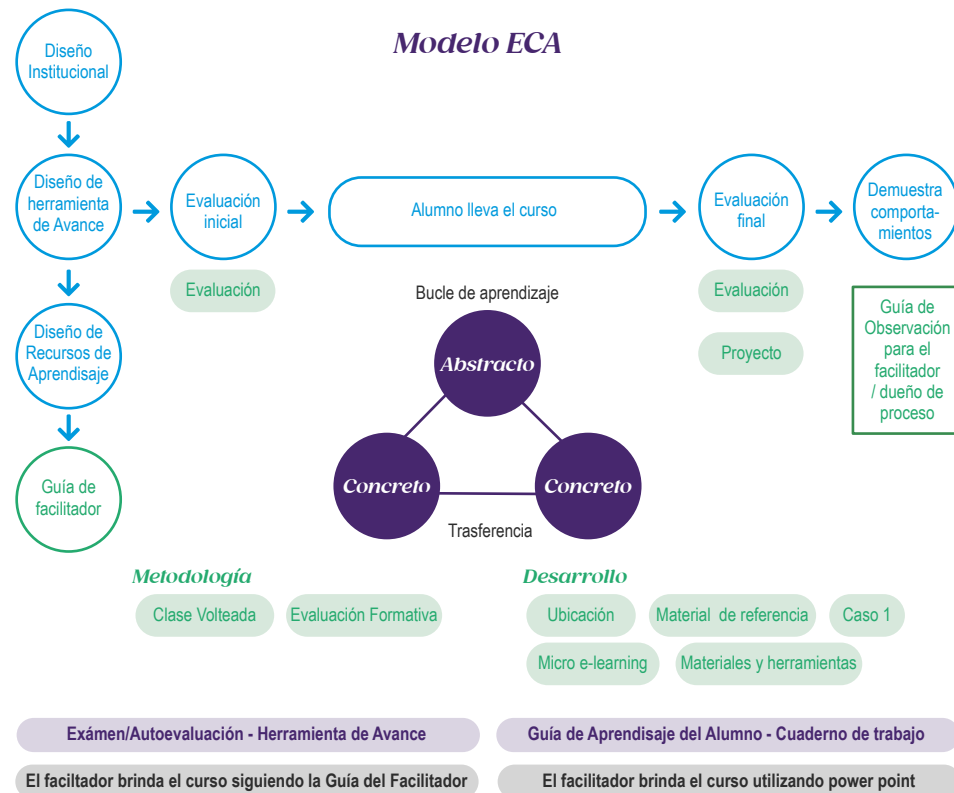 Modelo ECA
Diseño
Institucional
Diseño de
herramienta
de Avance
Evaluación
inicial
Alumno lleva el curso
Evaluación
final
Demuestra
comporta-
mientos
Evaluación
Evaluación
Proyecto
Guía de
Observación
para el
facilitador
/ dueño de
proceso
Diseño de
Recursos de
Aprendisaje
Bucle de aprendizaje
Abstracto
Concreto
Concreto
Trasferencia
Guía de
facilitador
Metodología
Clase Volteada
Evaluación Formativa
Desarrollo
Ubicación
Material de referencia
Caso 1
Micro e-learning
Materiales y herramientas
Exámen/Autoevaluación - Herramienta de Avance
Guía de Aprendisaje del Alumno - Cuaderno de trabajo
El faciltador brinda el curso siguiendo la Guía del Facilitador
El facilitador brinda el curso utilizando power point